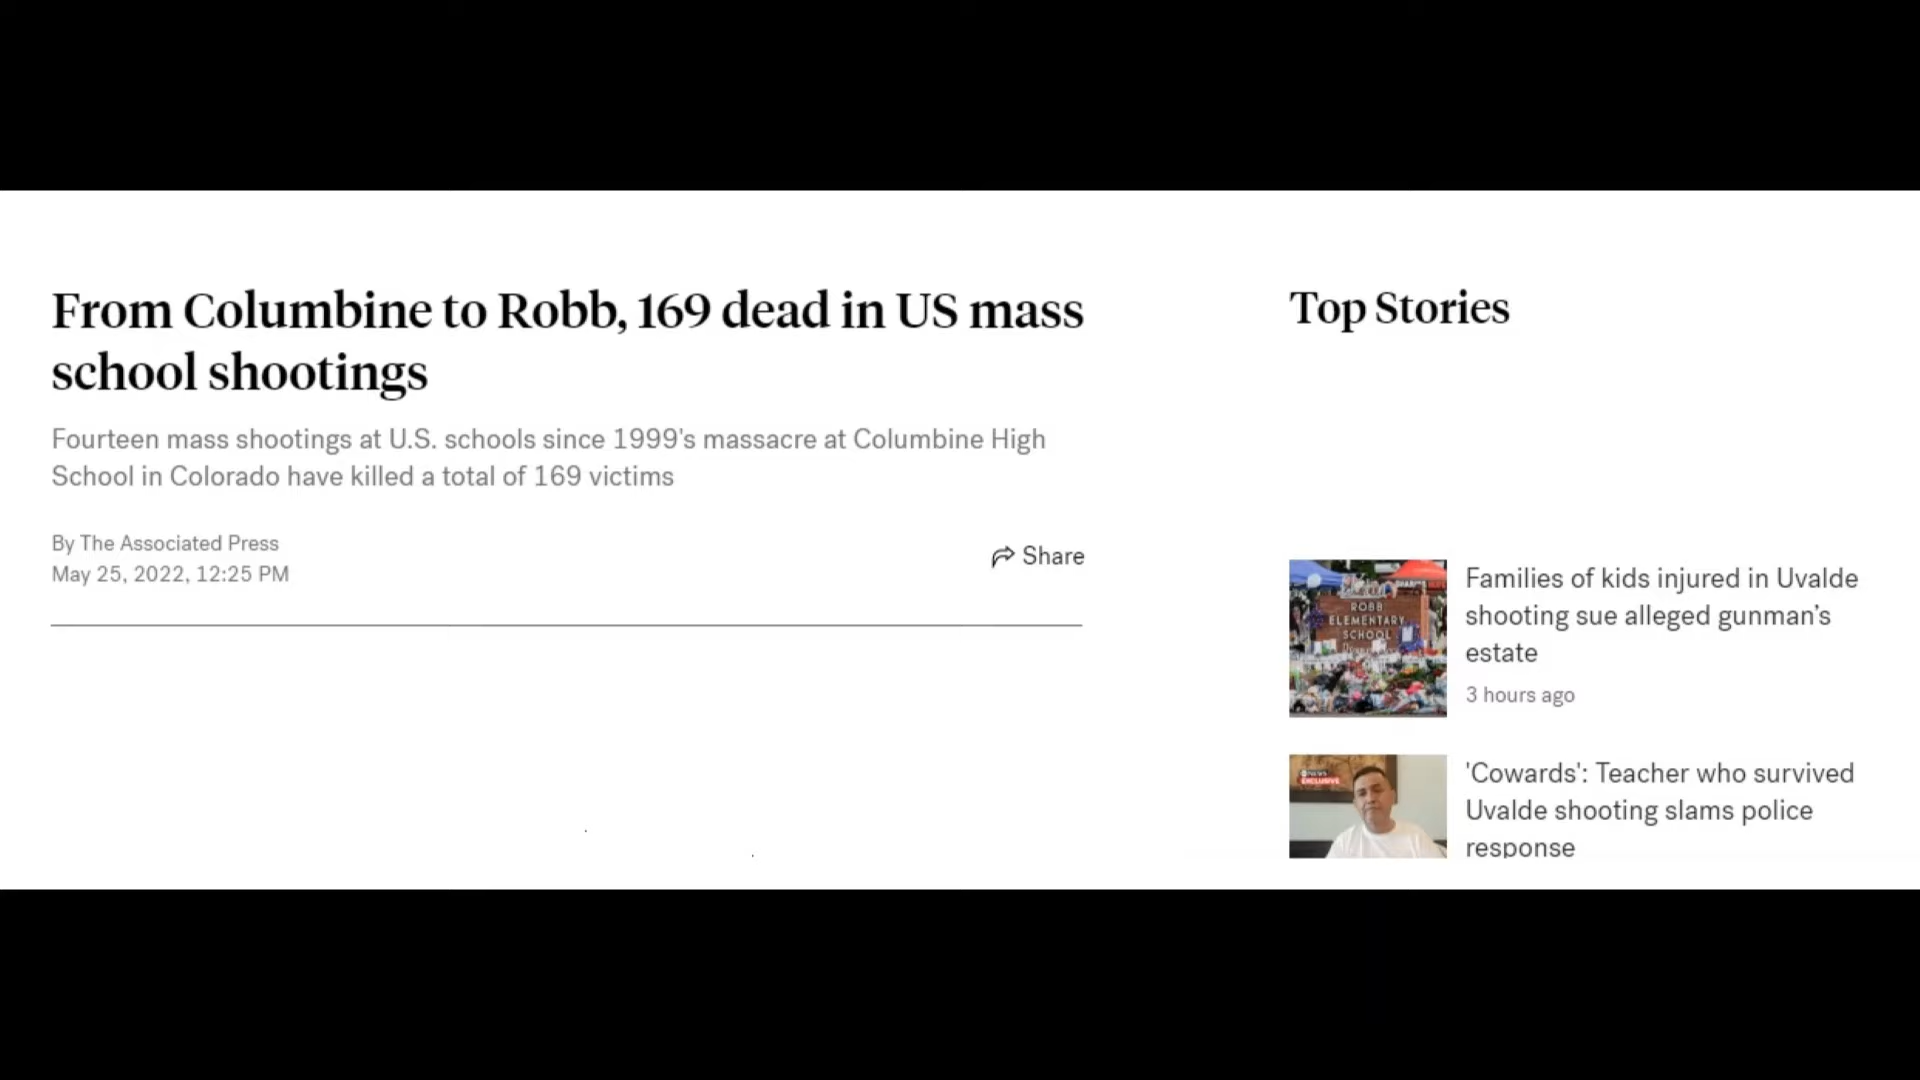 From Columbine to Robb, 169 dead in US mass
school shootings
Fourteen mass shootings at U.S. schools since 1999's massacre at Columbine High
School in Colorado have killed a total of 169 victims
By The Associated Press
May 25, 2022, 12:25 PM
Share
Top Stories
ROBB
ELEMENTARY
SCHOOL
Families of kids injured in Uvalde
shooting sue alleged gunman’s
estate
3 hours ago
NEWS
EXCLUSIVE
'Cowards': Teacher who survived
Uvalde shooting slams police
response